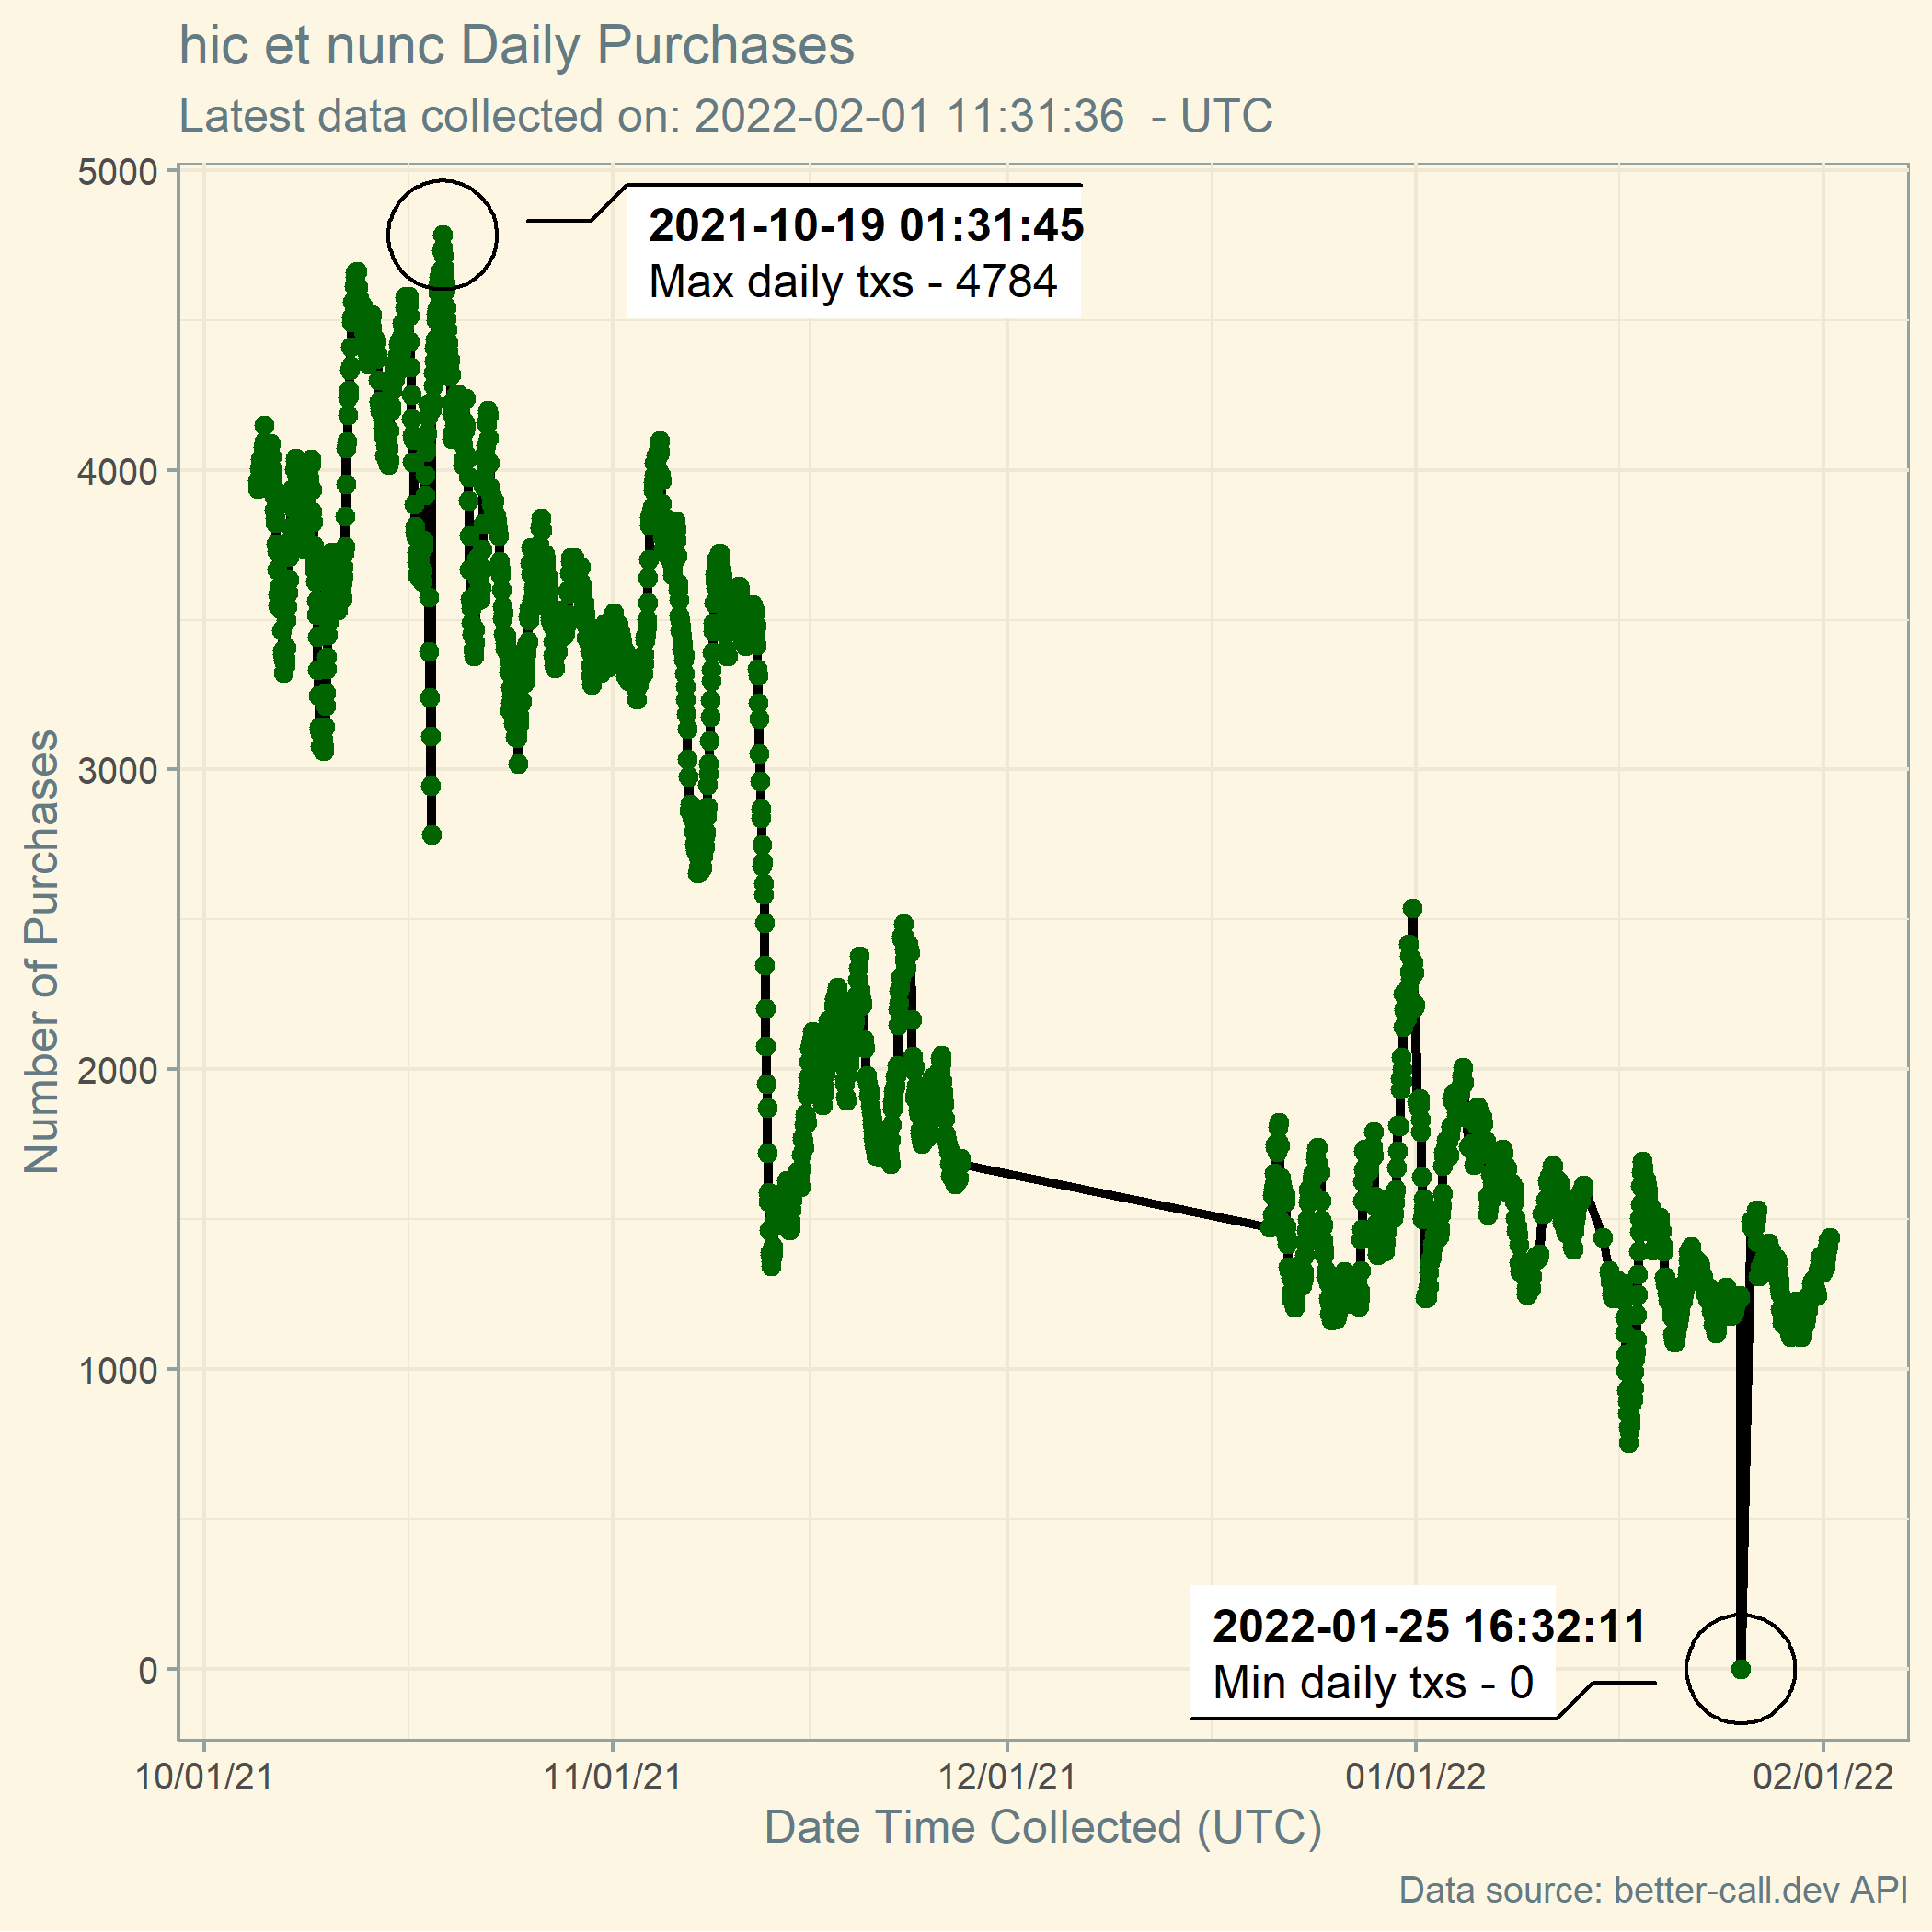 hic et nunc Daily Purchases
Latest data collected on: 2022-02-01 11:31:36  - UTC
5000
4000
3000
2000
1000
0
Number of Purchases
2021-10-19 01:31:45
Max daily txs - 4784
2022-01-25 16:32:11
Min daily txs - 0
10/01/21 11/01/21 12/01/21 01/01/22 02/01/22
Date Time Collected (UTC)
Data source: better-call.dev API